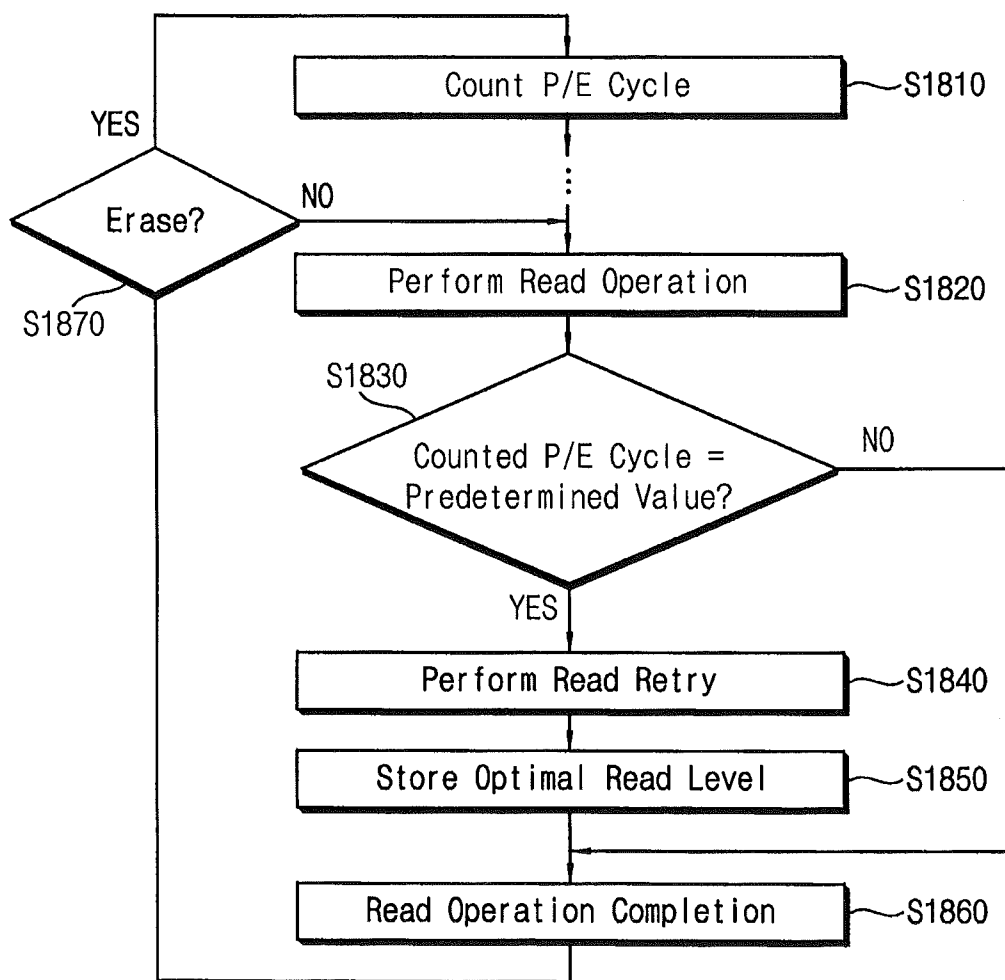 Count P/E Cycle
S1810
YES
Erase?
NO
S1870
Perform Read Operation
S1820
S1830
Counted P/E Cycle =
Predetermined Value?
NO
YES
Perform Read Retry
S1840
Store Optimal Read Level
S1850
Read Operation Completion
S1860